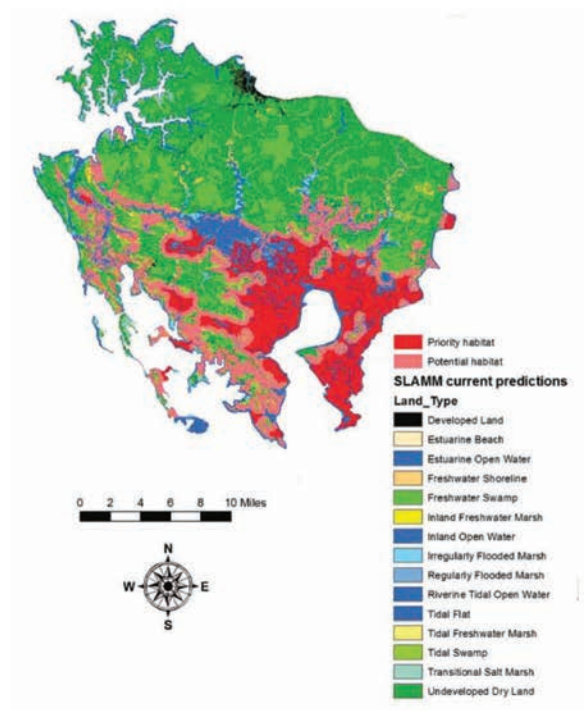 Priority habitat
Potential habitat
SLAMM current predictions
Land_Type
Developed Land
Estuarine Beach
Estuarine Open Water
Freshwater Shoreline
Freshwater Swamp
Inland Freshwater Marsh
Inland Open Water
Irregularly Flooded Marsh
Regularly Flooded Marsh
Riverine Tidal Open Water
Tidal Flat
Tidal Freshwater Marsh
Tidal Swamp
Transitional Salt Marsh
Undeveloped Dry Land
0 2 4 6 8 10 Miles
N
W E
S